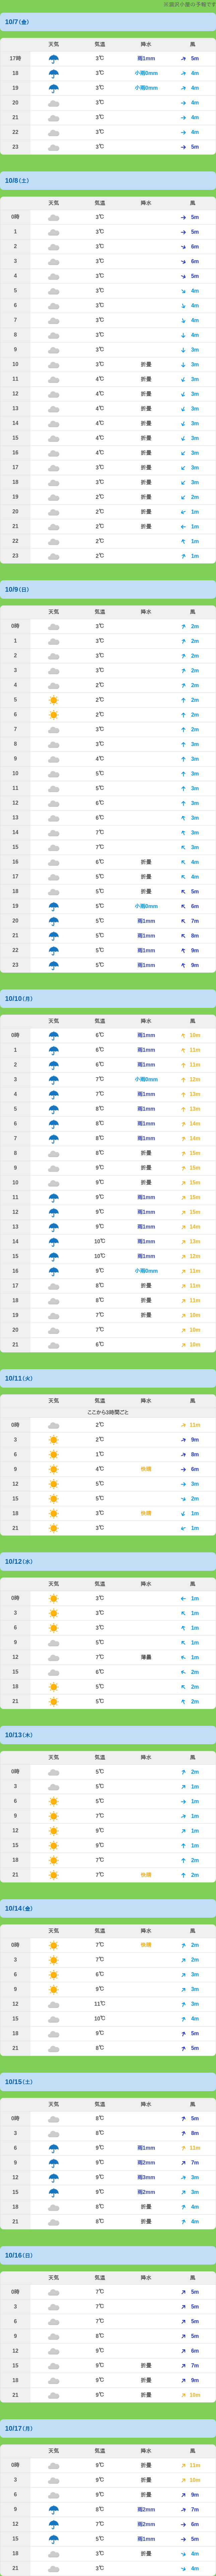 ※雲谷小進の予報です
10/7(金)
天気 気温 降水 風
17時 3℃ 雨1mm 5m
18 3℃ 小雨0mm 4m
19 3℃ 小雨0mm 4m
20 3℃ 4m
21 3℃ 4m
22 3℃ 4m
23 3℃ 5m
10/8(土)
天気 気温 降水 風
0時 3℃ 5m
1 3℃ 5m
2 3℃ 6m
3 3℃ 6m
4 3℃ 5m
5 3℃ 4m
6 3℃ 4m
7 3℃ 4m
8 3℃ 4m
9 3℃ 3m
10 3℃ 折曇 3m
11 4℃ 折曇 3m
12 4℃ 折曇 3m
13 4℃ 折曇 3m
14 4℃ 折曇 3m
15 4℃ 折曇 3m
16 4℃ 折曇 3m
17 3℃ 折曇 3m
18 3℃ 折曇 3m
19 2℃ 折曇 2m
20 2℃ 折曇 1m
21 2℃ 折曇 1m
22 2℃ 1m
23 2℃ 1m
10/9(日)
天気 気温 降水 風
0時 3℃ 2m
1 3℃ 2m
2 3℃ 2m
3 3℃ 2m
4 2℃ 2m
5 2℃ 2m
6 2℃ 2m
7 3℃ 2m
8 3℃ 3m
9 4℃ 3m
10 5℃ 3m
11 5℃ 3m
12 6℃ 3m
13 6℃ 3m
14 7℃ 3m
15 7℃ 3m
16 6℃ 折曇 4m
17 5℃ 折曇 4m
18 5℃ 折曇 5m
19 5℃ 小雨0mm 6m
20 5℃ 雨1mm 7m
21 5℃ 雨1mm 8m
22 5℃ 雨1mm 9m
23 5℃ 雨1mm 9m
10/10(月)
天気 気温 降水 風
0時 6℃ 雨1mm 10m
1 6℃ 雨1mm 11m
2 6℃ 雨1mm 11m
3 7℃ 小雨0mm 12m
4 7℃ 雨1mm 13m
5 8℃ 雨1mm 13m
6 8℃ 雨1mm 14m
7 8℃ 雨1mm 14m
8 8℃ 折曇 15m
9 9℃ 折曇 15m
10 9℃ 折曇 15m
11 9℃ 雨1mm 15m
12 9℃ 雨1mm 15m
13 9℃ 雨1mm 14m
14 10℃ 雨1mm 13m
15 10℃ 雨1mm 12m
16 9℃ 小雨0mm 11m
17 8℃ 折曇 11m
18 8℃ 折曇 11m
19 7℃ 折曇 10m
20 7℃ 10m
21 6℃ 10m
10/11(火)
天気 気温 降水 風
ここから3時間ごと
0時 2℃ 11m
3 2℃ 9m
6 1℃ 8m
9 4℃ 快晴 6m
12 5℃ 3m
15 5℃ 2m
18 3℃ 快晴 1m
21 3℃ 1m
10/12(水)
天気 気温 降水 風
0時 3℃ 1m
3 3℃ 1m
6 3℃ 1m
9 5℃ 1m
12 7℃ 薄曇 1m
15 6℃ 2m
18 5℃ 2m
21 5℃ 2m
10/13(木)
天気 気温 降水 風
0時 5℃ 2m
3 5℃ 1m
6 5℃ 1m
9 7℃ 1m
12 9℃ 1m
15 9℃ 1m
18 7℃ 2m
21 7℃ 快晴 2m
10/14(金)
天気 気温 降水 風
0時 7℃ 快晴 2m
3 7℃ 2m
6 6℃ 3m
9 9℃ 3m
12 11℃ 3m
15 10℃ 4m
18 9℃ 5m
21 8℃ 5m
10/15(土)
天気 気温 降水 風
0時 8℃ 5m
3 8℃ 8m
6 9℃ 雨1mm 11m
9 9℃ 雨2mm 7m
12 9℃ 雨3mm 3m
15 9℃ 雨2mm 3m
18 8℃ 折曇 4m
21 8℃ 折曇 4m
10/16(日)
天気 気温 降水 風
0時 7℃ 5m
3 7℃ 5m
6 7℃ 5m
9 8℃ 5m
12 9℃ 6m
15 9℃ 折曇 7m
18 9℃ 折曇 9m
21 9℃ 折曇 10m
10/17(月)
天気 気温 降水 風
0時 9℃ 折曇 11m
3 9℃ 折曇 10m
6 9℃ 折曇 9m
9 8℃ 雨2mm 7m
12 7℃ 雨2mm 6m
15 5℃ 雨1mm 5m
18 3℃ 折曇 4m
21 3℃ 4m